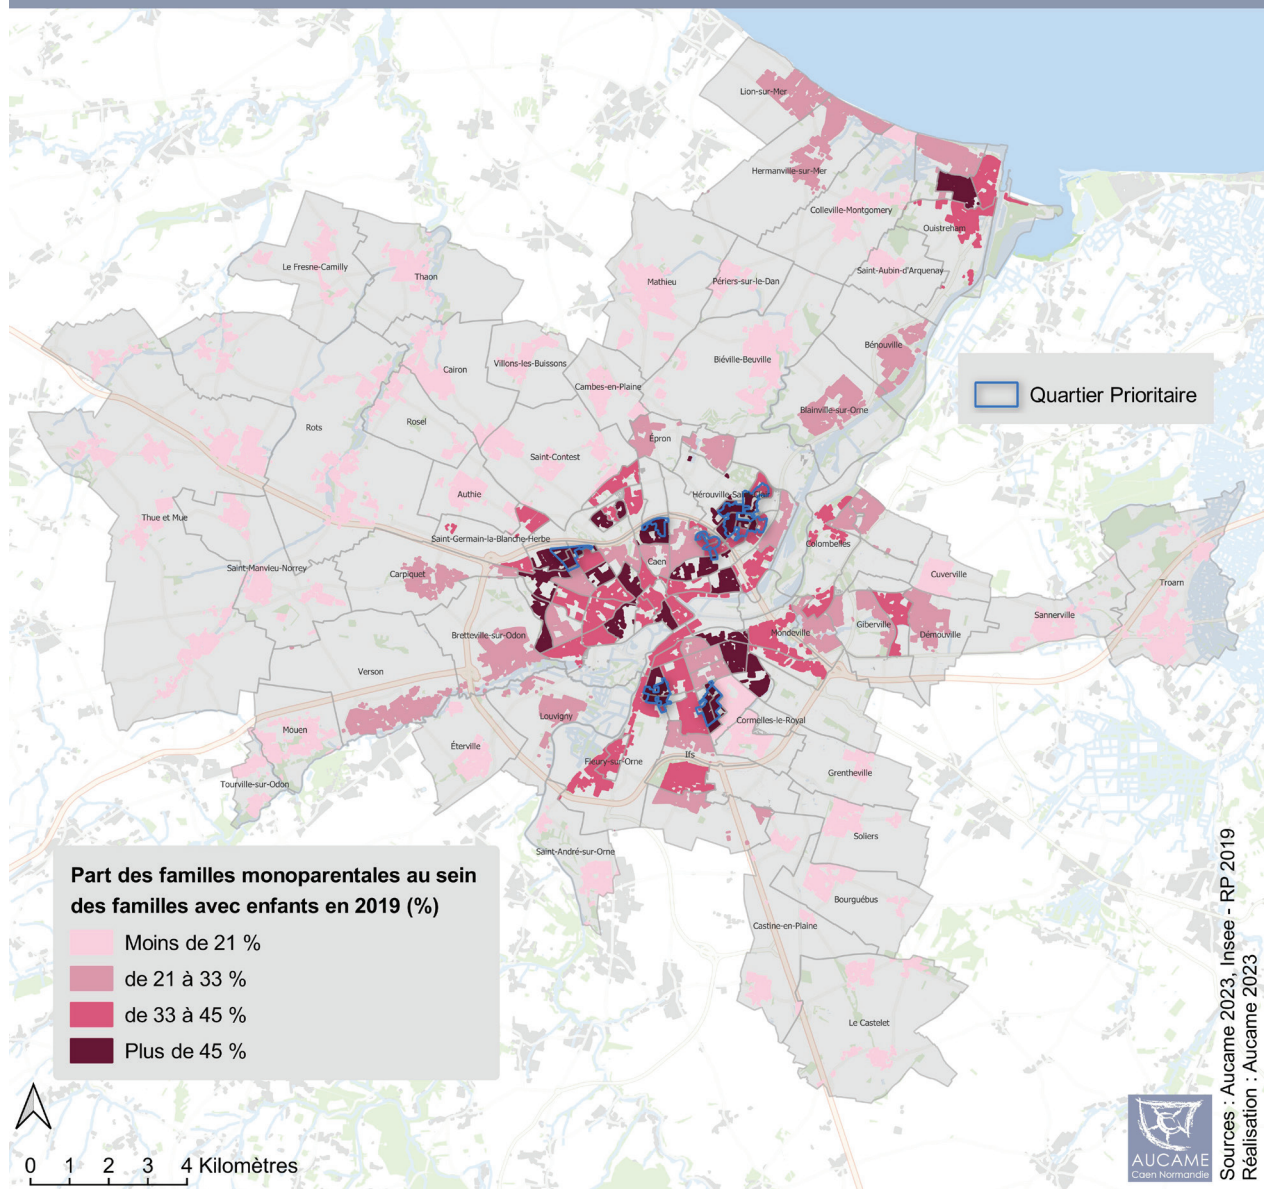 Lion-sur-Mer
Hermanville-sur-Mer
Colleville-Montgomery
Ouistreham
Le Fresne-Camilly
Thaon
Mathieu
Périers-sur-le-Dan
Saint-Aubin-d'Arquenay
Bénouville
Villons-les-Buissons
Biéville-Beuville
Cairon
Cambes-en-Plaine
Quartier Prioritaire
Blainville-sur-Orne
Rots
Rosel
Épron
Saint-Contest
Authie
Hérouville-Saint-Clair
Thue et Mue
Saint-Germain-la-Blanche-Herbe
Colombelles
Caen
Saint-Manvieu-Norrey
Carpiquet
Cuverville
Troarn
Sannerville
Giberville
Mondeville
Démouville
Bretteville-sur-Odon
Verson
Louvigny
Cormelles-le-Royal
Mouen
Éterville
Ifs
Fleury-sur-Orne
Grentheville
Tourville-sur-Odon
Soliers
Saint-André-sur-Orne
Bourguébus
Castine-en-Plaine
Le Castelet
Part des familles monoparentales au sein
des familles avec enfants en 2019 (%)
Moins de 21 %
de 21 à 33 %
de 33 à 45 %
Plus de 45 %
0 1 2 3 4 Kilomètres
AUCAME
Caen Normandie
Sources : Aucame 2023, Insee - RP 2019
Réalisation : Aucame 2023